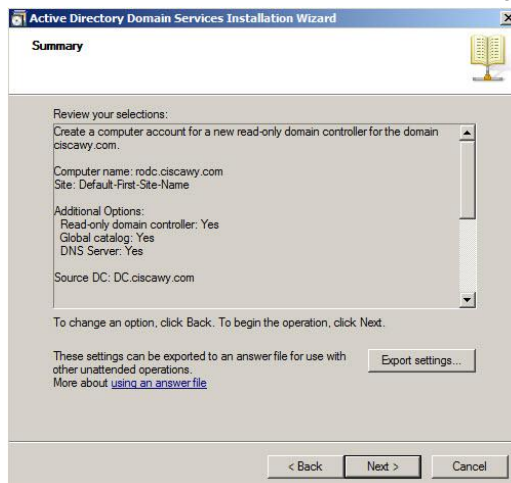 Active Directory Domain Services Installation Wizard
Summary
Review your selections:
Create a computer account for a new read-only domain controller for the domain
ciscawy.com.
Computer name: rodc.ciscawy.com
Site: Default-First-Site-Name
Additional Options:
Read-only domain controller: Yes
Global catalog: Yes
DNS Server: Yes
Source DC: DC.ciscawy.com
To change an option, click Back. To begin the operation, click Next.
These settings can be exported to an answer file for use with
other unattended operations.
More about using an answer file
Export settings...
< Back
Next >
Cancel